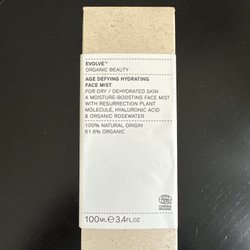 EVOLVE™
ORGANIC BEAUTY
AGE DEFYING HYDRATING
FACE MIST
FOR DRY / DEHYDRATED SKIN
A MOISTURE-BOOSTING FACE MIST
WITH RESURRECTION PLANT
MOLECULE, HYALURONIC ACID
& ORGANIC ROSEWATER
100% NATURAL ORIGIN
61.9% ORGANIC
100ML ℮ 3.4FL.OZ